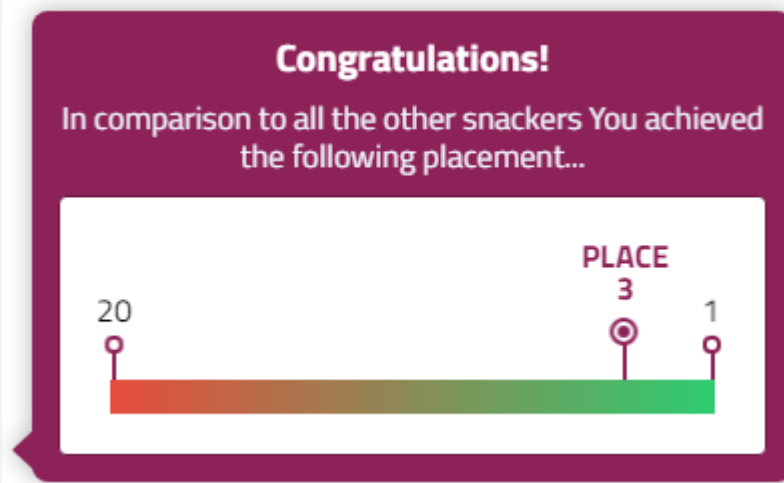 Congratulations!
In comparison to all the other snackers You achieved
the following placement...
PLACE
3
20
1